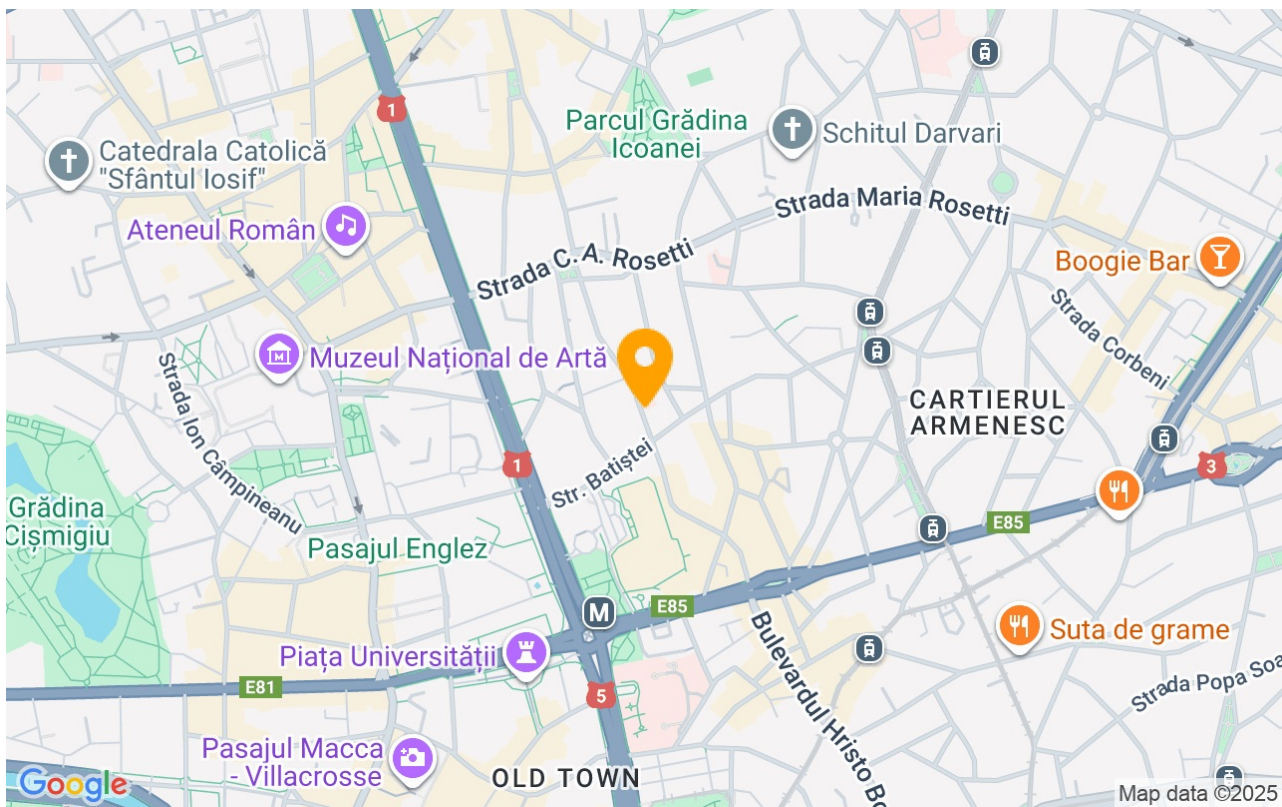 1
Parcul Grădina
Icoanei
Schitul Darvari
Catedrala Catolică
"Sfântul Iosif"
Strada Maria Rosetti
Ateneul Român
Strada C. A. Rosetti
Boogie Bar
Strada Corbeni
Muzeul Național de Artă
Strada Ion Câmpineanu
CARTIERUL
ARMENESC
1
3
Str. Batiștei
Grădina
Cișmigiu
Pasajul Englez
E85
E85
M
Bulevardul Hristo Bo
Suta de grame
Piața Universității
E81
5
Strada Popa Soa
Pasajul Macca
- Villacrosse
OLD TOWN
Google
Map data ©2025